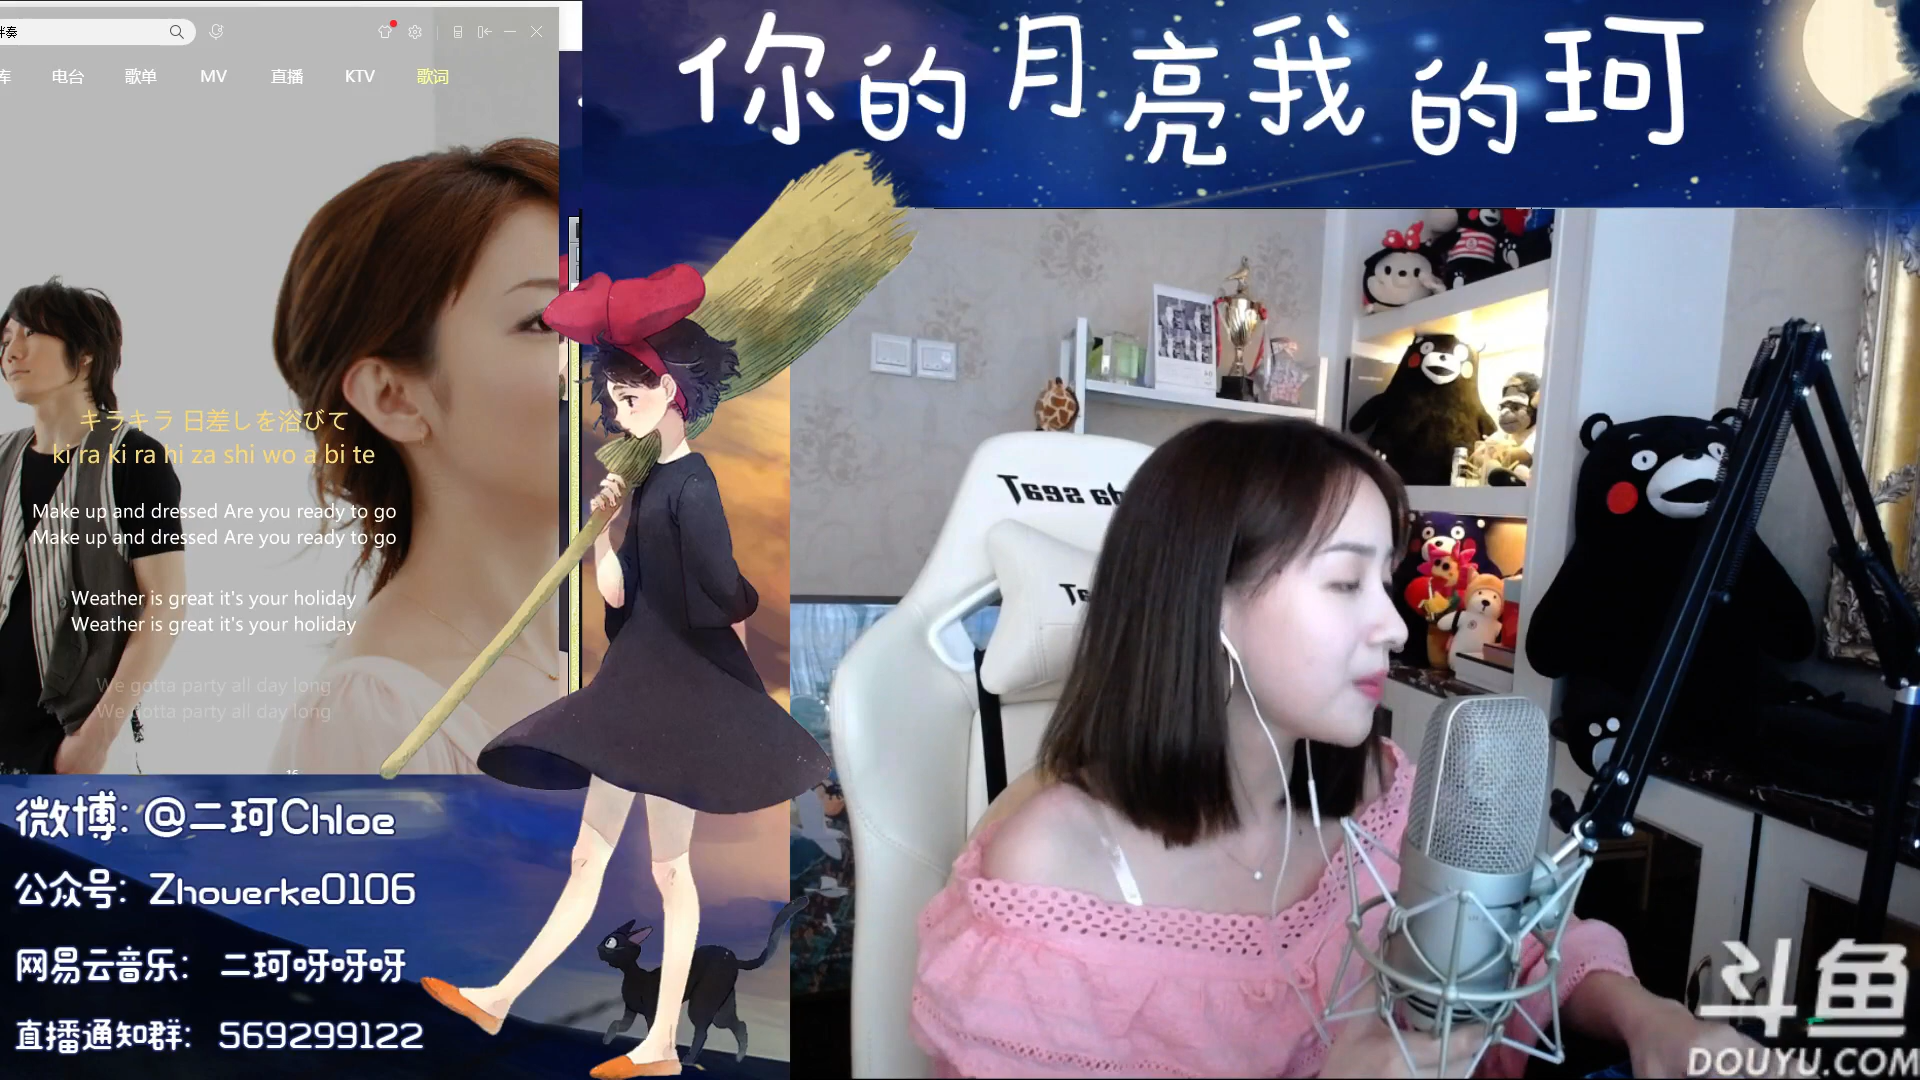 伴奏
库 电台 歌单 MV 直播 KTV 歌词
キラキラ 日差しを浴びて
ki ra ki ra hi za shi wo a bi te
Make up and dressed Are you ready to go
Make up and dressed Are you ready to go
Weather is great it's your holiday
Weather is great it's your holiday
We gotta party all day long
We gotta party all day long
你的月亮我的珂
微博: @二珂Chloe
公众号: Zhouerke0106
网易云音乐: 二珂呀呀呀
直播通知群: 569299122
斗鱼
DOUYU.COM